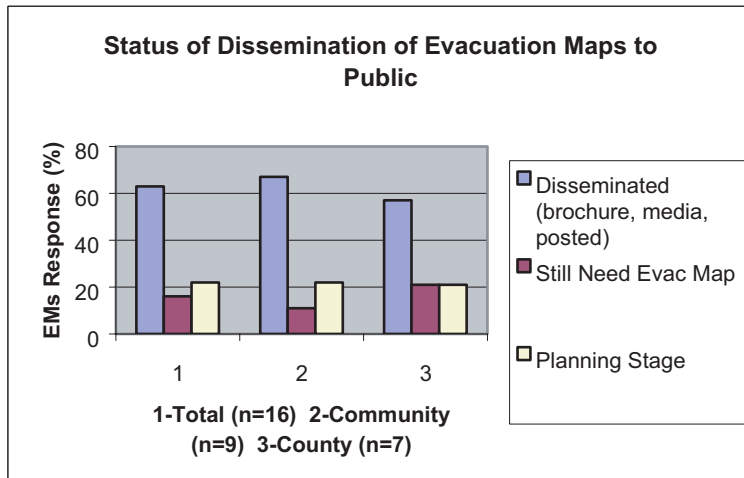 Status of Dissemination of Evacuation Maps to
Public
EMs Response (%)
80
60
40
20
0
1
2
3
1-Total (n=16) 2-Community
(n=9) 3-County (n=7)
Disseminated
(brochure, media,
posted)
Still Need Evac Map
Planning Stage